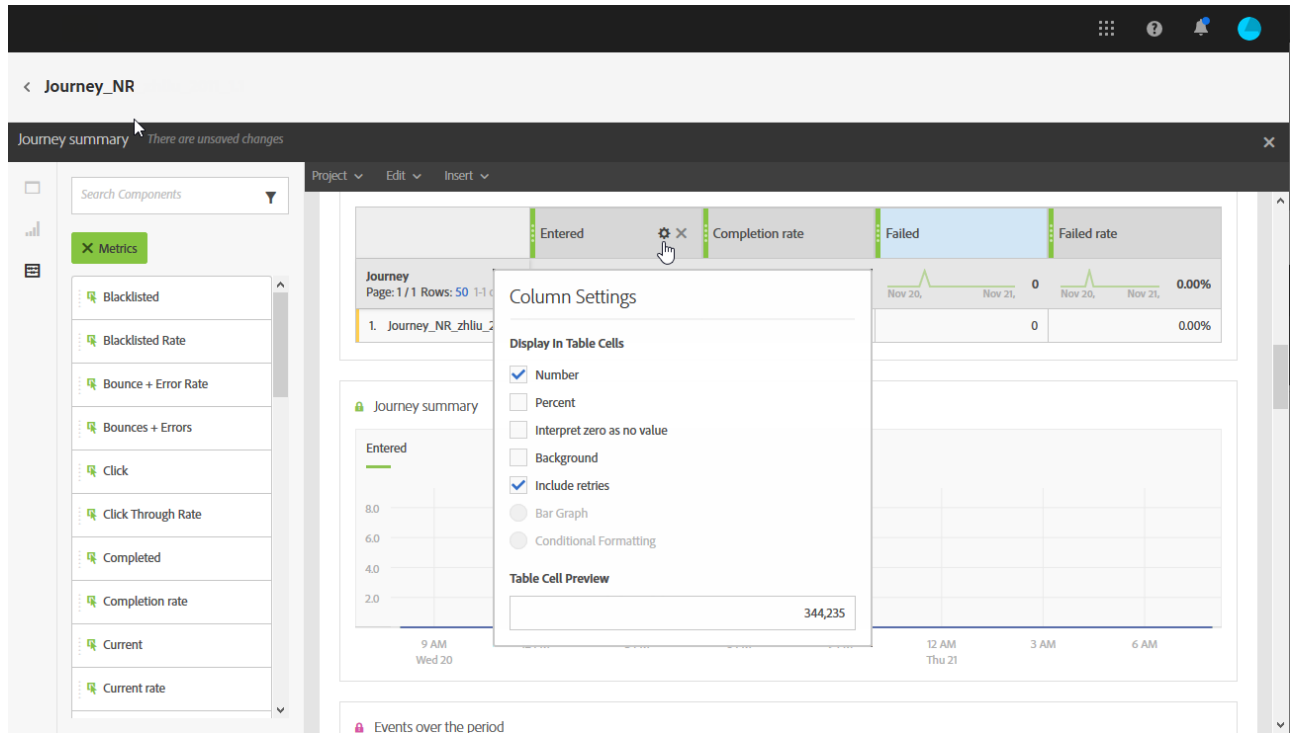 Journey_NR
Journey summary There are unsaved changes
Project Edit Insert
Search Components
Metrics
Blacklisted
Blacklisted Rate
Bounce + Error Rate
Bounces + Errors
Click
Click Through Rate
Completed
Completion rate
Current
Current rate
Entered Completion rate Failed Failed rate
Journey
Page: 1 / 1 Rows: 50 1-1
Nov 20, Nov 21, 0 Nov 20, Nov 21, 0.00%
1. Journey_NR_zhliu_2 0 0.00%
Column Settings
Display In Table Cells
Number
Percent
Interpret zero as no value
Background
Include retries
Bar Graph
Conditional Formatting
Table Cell Preview
344,235
Journey summary
Entered
8.0
6.0
4.0
2.0
9 AM 12 AM 3 AM 6 AM
Wed 20 Thu 21
Events over the period